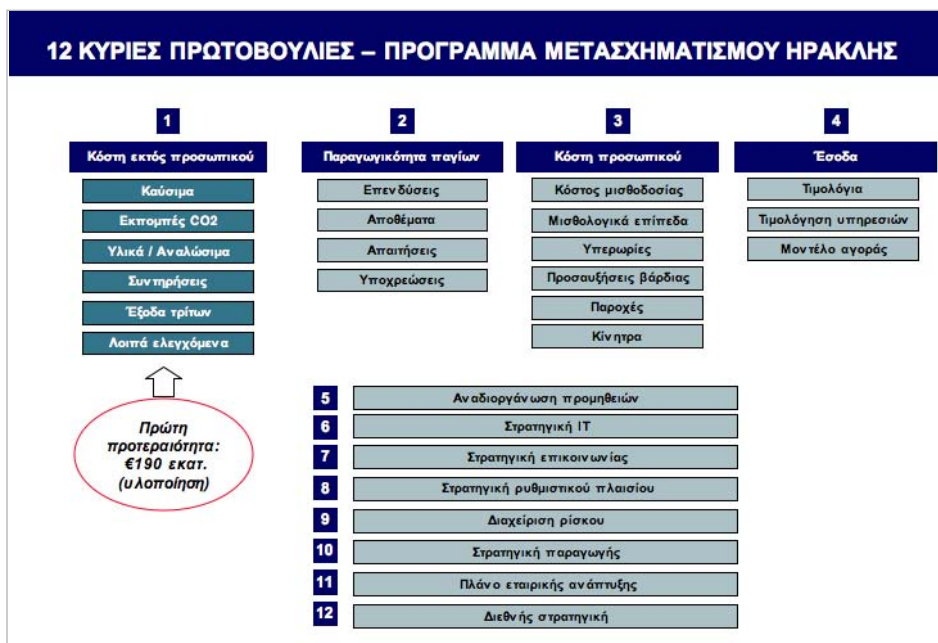 12 ΚΥΡΙΕΣ ΠΡΩΤΟΒΟΥΛΙΕΣ – ΠΡΟΓΡΑΜΜΑ ΜΕΤΑΣΧΗΜΑΤΙΣΜΟΥ ΗΡΑΚΛΗΣ
1
Κόστη εκτός προσωπικού
Καύσιμα
Εκπομπές CO2
Υλικά / Αναλώσιμα
Συντηρήσεις
Έξοδα τρίτων
Λοιπά ελεγχόμενα
Πρώτη
προτεραιότητα:
€190 εκατ.
(υλοποίηση)
2
Παραγωγικότητα παγίων
Επενδύσεις
Αποθέματα
Απαιτήσεις
Υποχρεώσεις
3
Κόστη προσωπικού
Κόστος μισθοδοσίας
Μισθολογικά επίπεδα
Υπερωρίες
Προσαυξήσεις βάρδιας
Παροχές
Κίνητρα
4
Έσοδα
Τιμολόγια
Τιμολόγηση υπηρεσιών
Μοντέλο αγοράς
5 Αναδιοργάνωση προμηθειών
6 Στρατηγική IT
7 Στρατηγική επικοινωνίας
8 Στρατηγική ρυθμιστικού πλαισίου
9 Διαχείριση ρίσκου
10 Στρατηγική παραγωγής
11 Πλάνο εταιρικής ανάπτυξης
12 Διεθνής στρατηγική